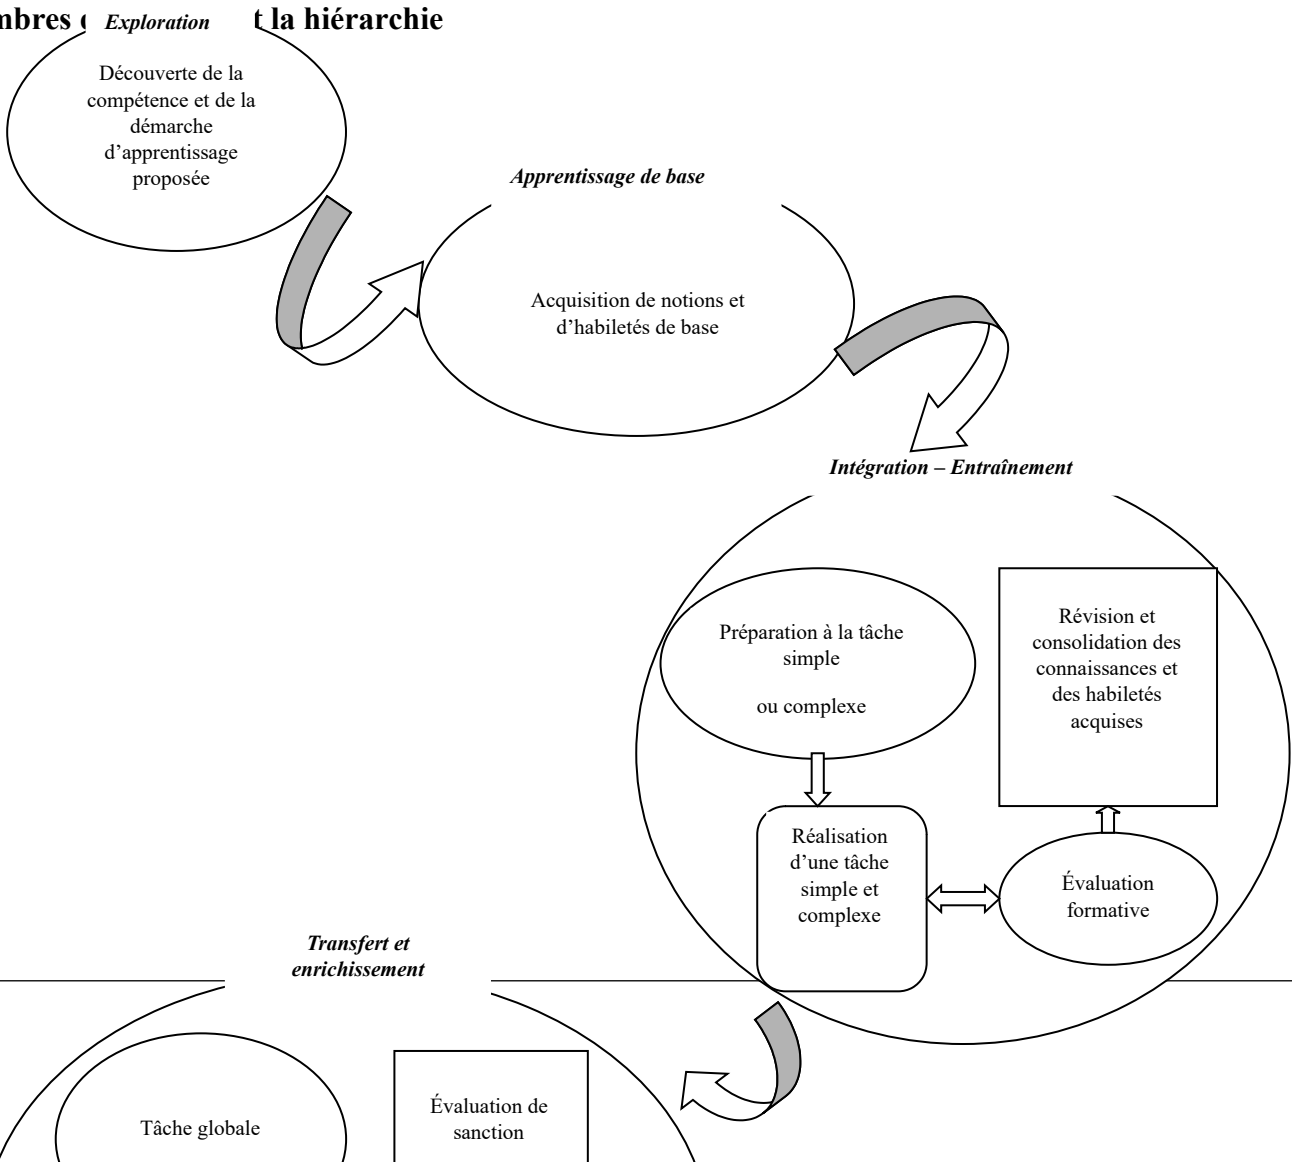 t la hiérarchie
Exploration
Découverte de la
compétence et de la
démarche
d’apprentissage
proposée
Apprentissage de base
Acquisition de notions et
d’habiletés de base
Intégration – Entraînement
Préparation à la tâche
simple
ou complexe
Révision et
consolidation des
connaissances et
des habiletés
acquises
Réalisation
d’une tâche
simple et
complexe
Évaluation
formative
Transfert et
enrichissement
Tâche globale
Évaluation de
sanction